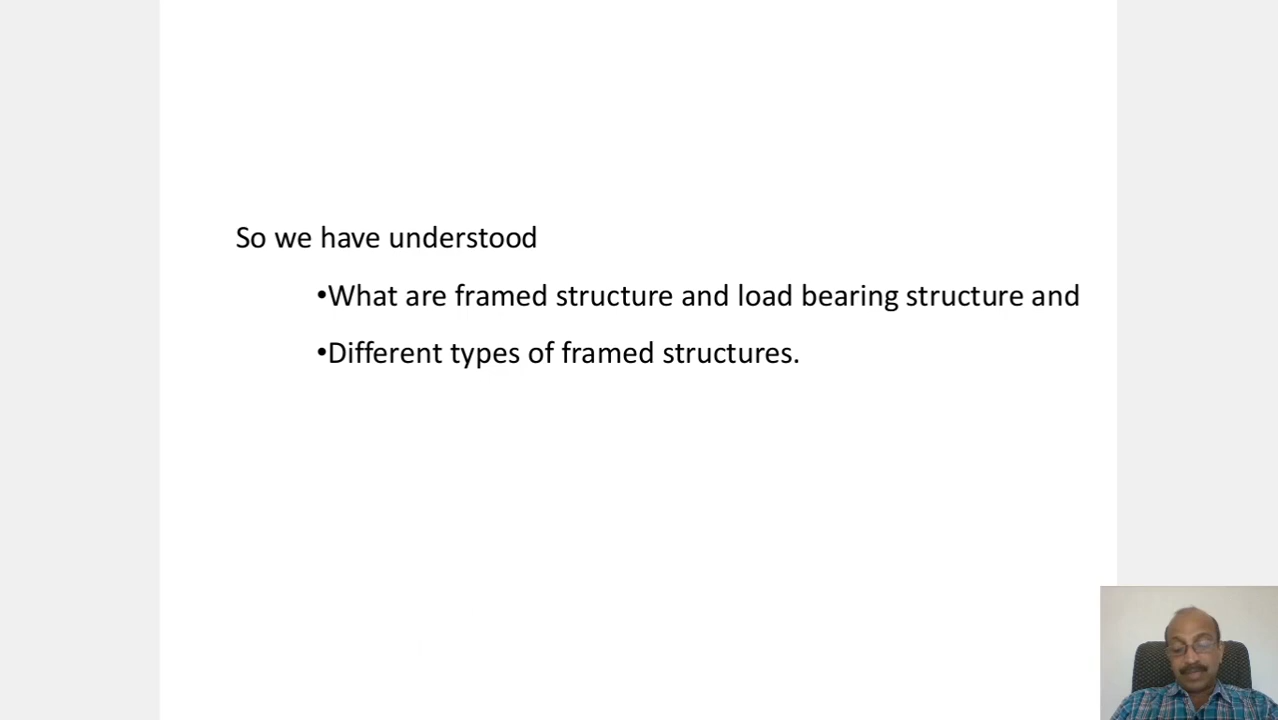 So we have understood
•What are framed structure and load bearing structure and
•Different types of framed structures.